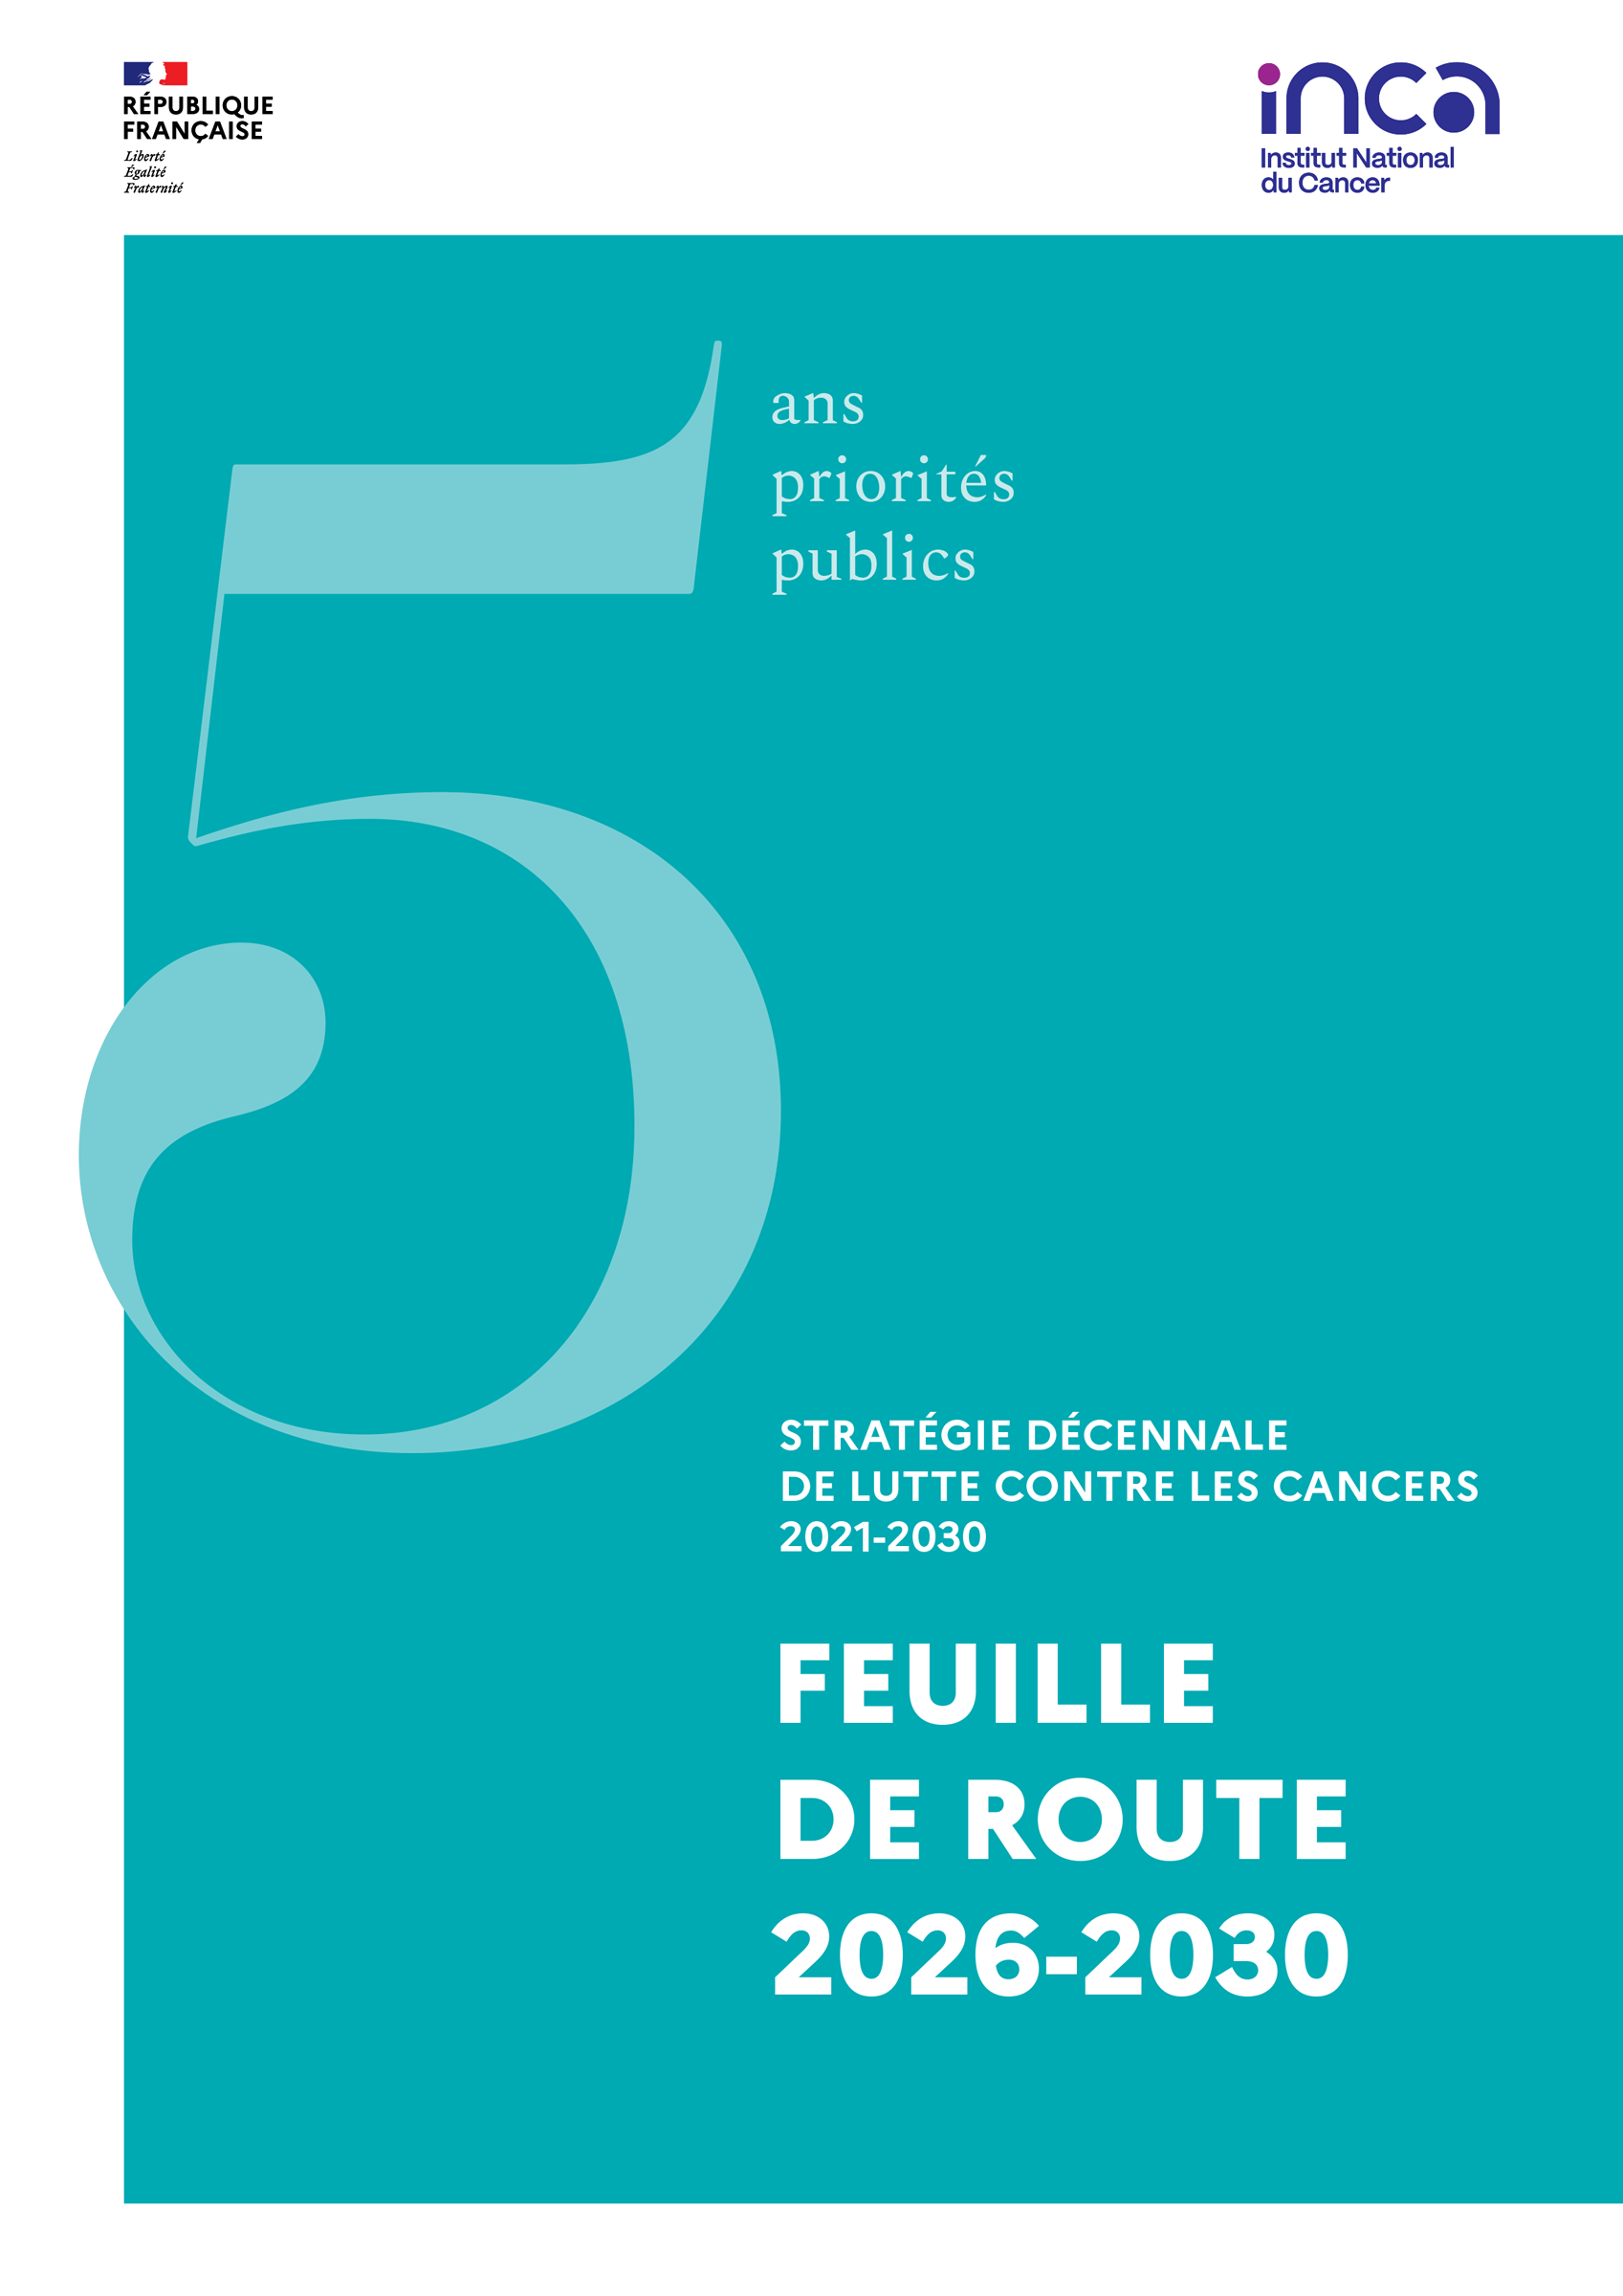 RÉPUBLIQUE
FRANÇAISE
Liberté
Égalité
Fraternité
inca
Institut National
du Cancer
5
ans
priorités
publics
STRATÉGIE DÉCENNALE
DE LUTTE CONTRE LES CANCERS
2021-2030
FEUILLE
DE ROUTE
2026-2030